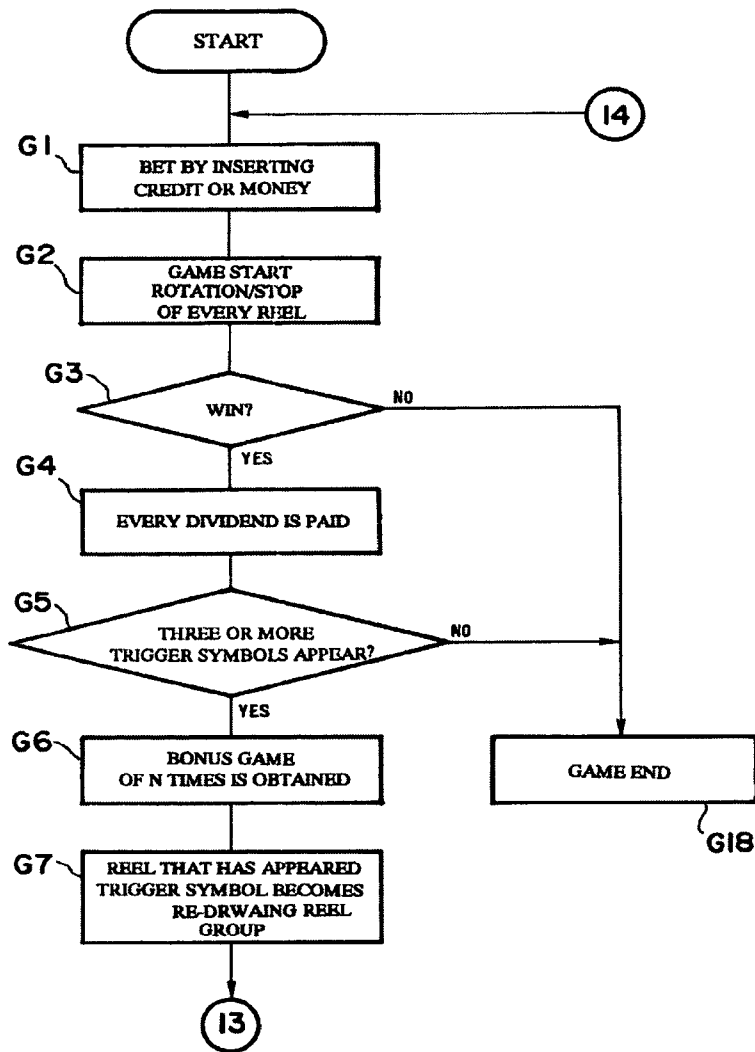 START
14
G1
BET BY INSERTING
CREDIT OR MONEY
G2
GAME START
ROTATION/STOP
OF EVERY REEL
G3
WIN?
NO
YES
G4
EVERY DIVIDEND IS PAID
G5
THREE OR MORE
TRIGGER SYMBOLS APPEAR?
NO
YES
G6
BONUS GAME
OF N TIMES IS OBTAINED
GAME END
G18
G7
REEL THAT HAS APPEARED
TRIGGER SYMBOL BECOMES
RE-DRWAING REEL
GROUP
13